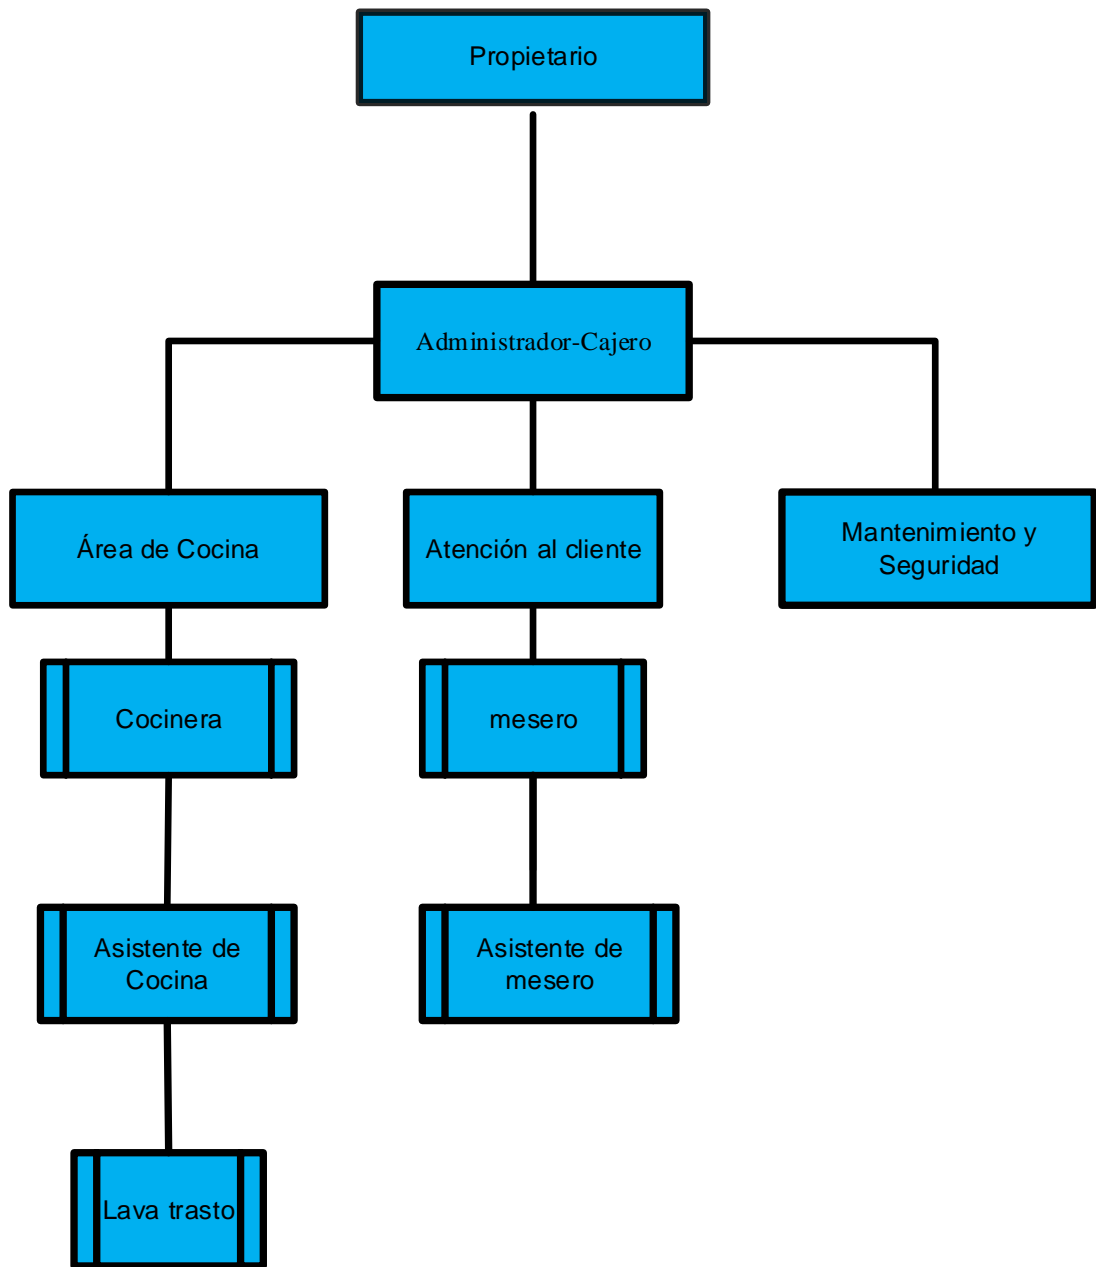 Propietario
Administrador-Cajero
Área de Cocina
Atención al cliente
Mantenimiento y
Seguridad
Cocinera
mesero
Asistente de
Cocina
Asistente de
mesero
Lava trasto